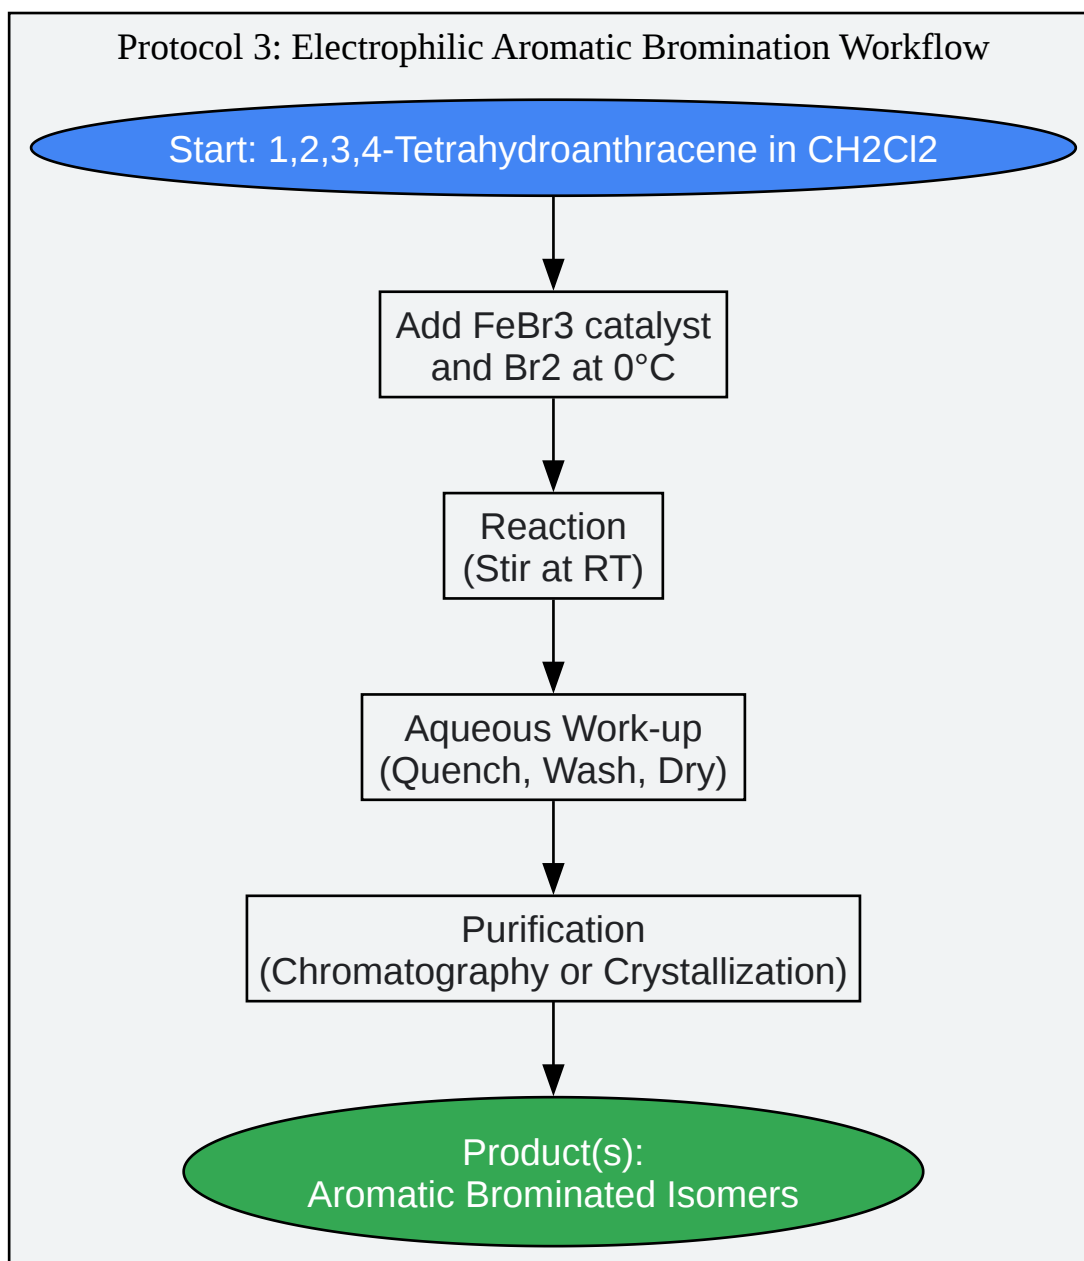 Protocol 3: Electrophilic Aromatic Bromination Workflow
Start: 1,2,3,4-Tetrahydroanthracene in CH2Cl2
Add FeBr3 catalyst
and Br2 at 0°C
Reaction
(Stir at RT)
Aqueous Work-up
(Quench, Wash, Dry)
Purification
(Chromatography or Crystallization)
Product(s):
Aromatic Brominated Isomers